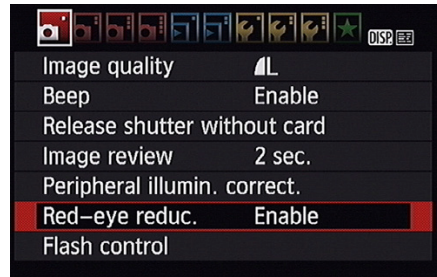 DISP.
Image quality L
Beep Enable
Release shutter without card
Image review 2 sec.
Peripheral illumin. correct.
Red-eye reduc. Enable
Flash control